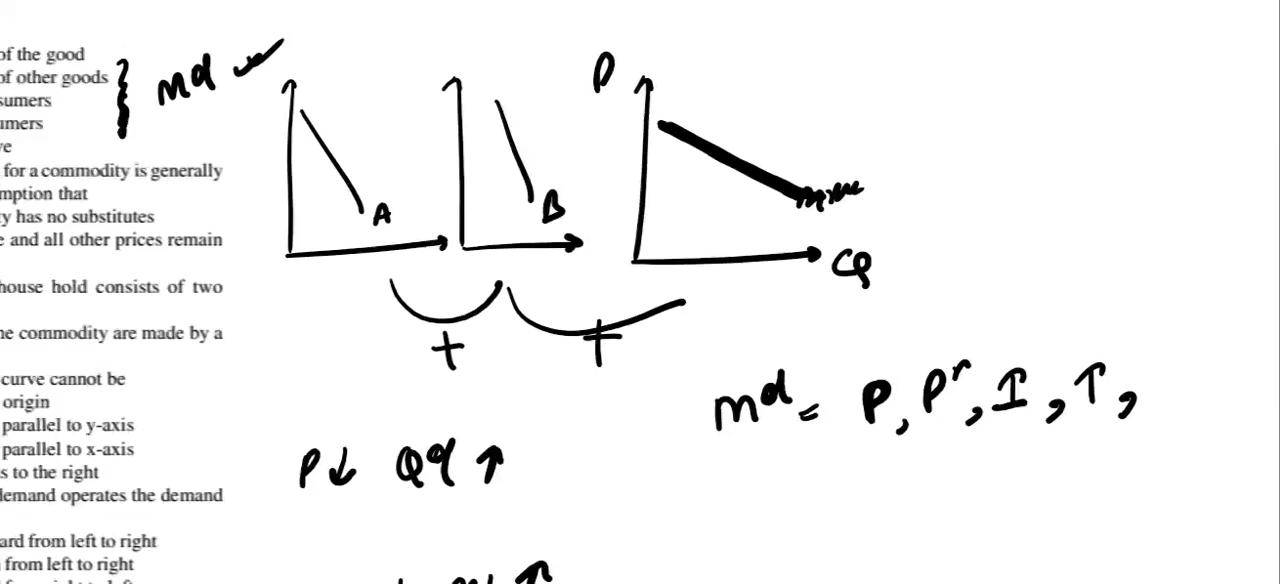 of the good
of other goods
sumers
umers
re
for a commodity is generally
mption that
ty has no substitutes
e and all other prices remain
house hold consists of two
he commodity are made by a
curve cannot be
origin
parallel to y-axis
parallel to x-axis
s to the right
demand operates the demand
ard from left to right
from left to right
Md
A
B
P
Q
+ +
Md = P, Pr, I, T,
P↓ Qd ↑